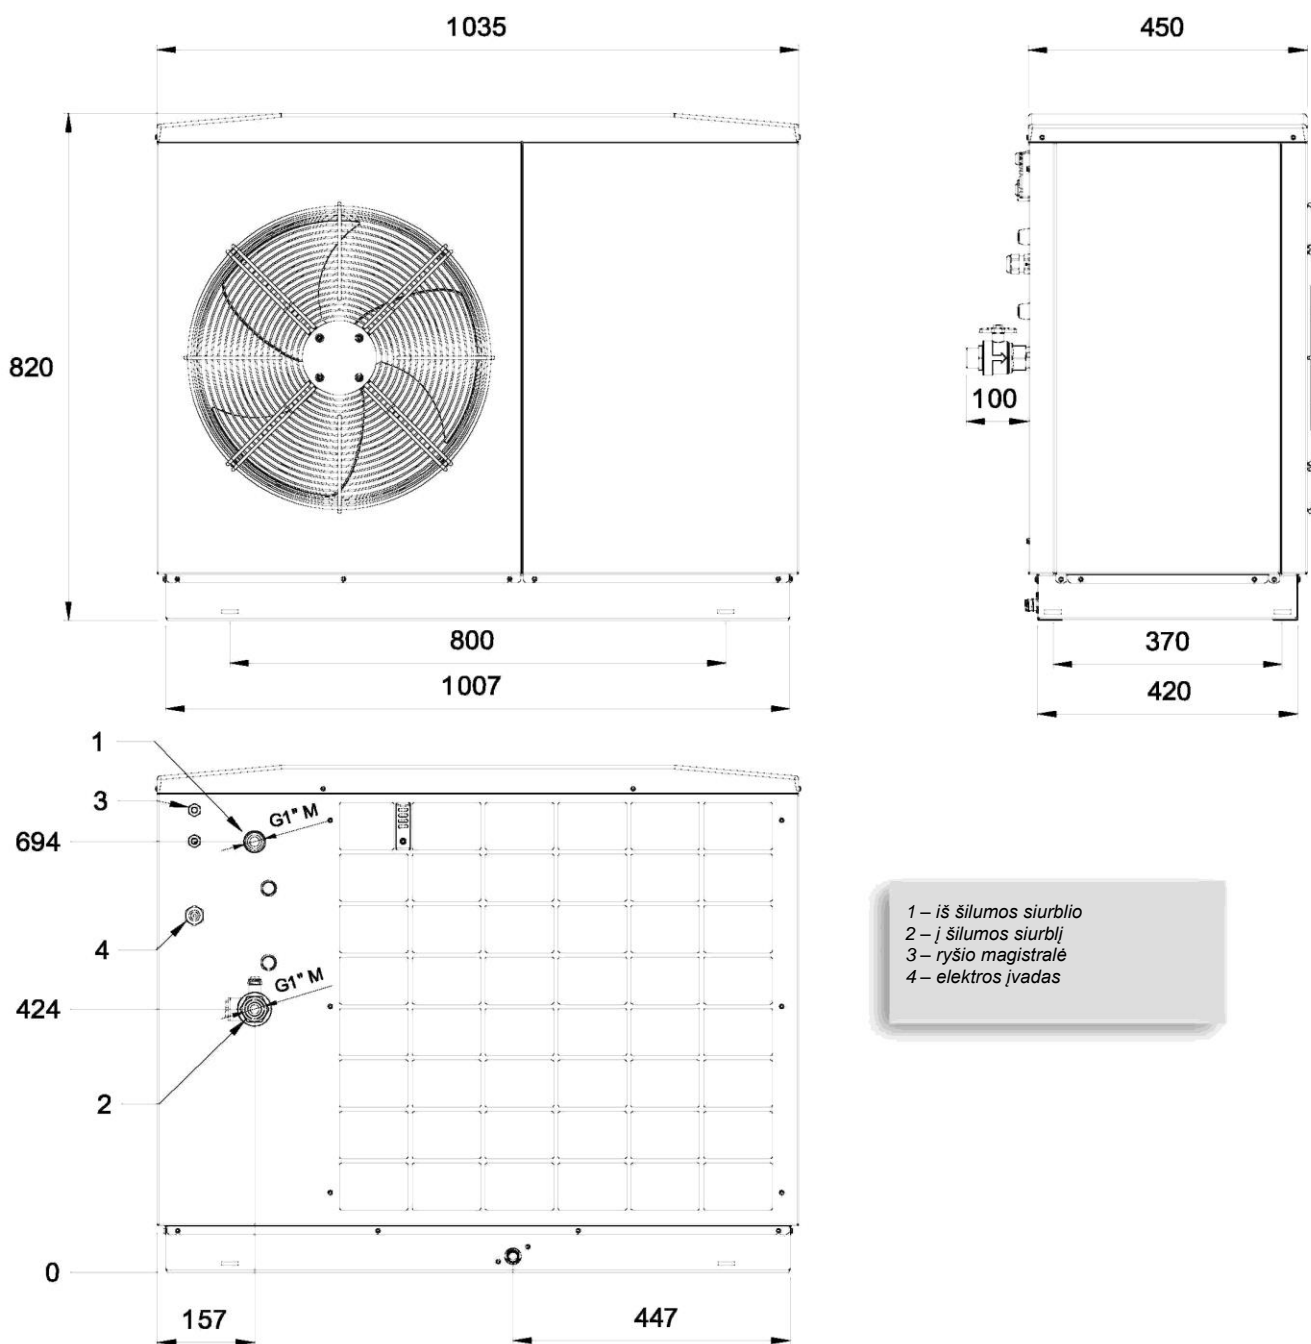 1035
450
820
100
800
370
1007
420
1
3
G1" M
694
4
G1" M
424
2
0
157
447
1 – iš šilumos siurblio
2 – į šilumos siurblį
3 – ryšio magistralė
4 – elektros įvadas